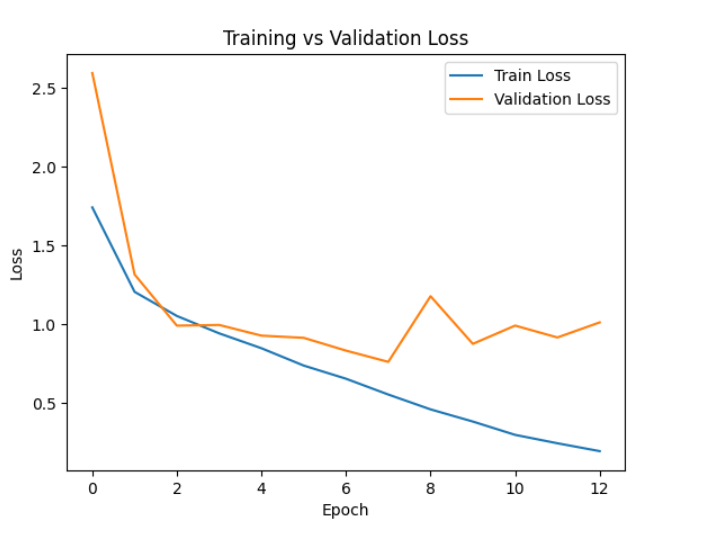 Training vs Validation Loss
Train Loss
Validation Loss
2.5
2.0
1.5
1.0
0.5
Loss
0 2 4 6 8 10 12
Epoch